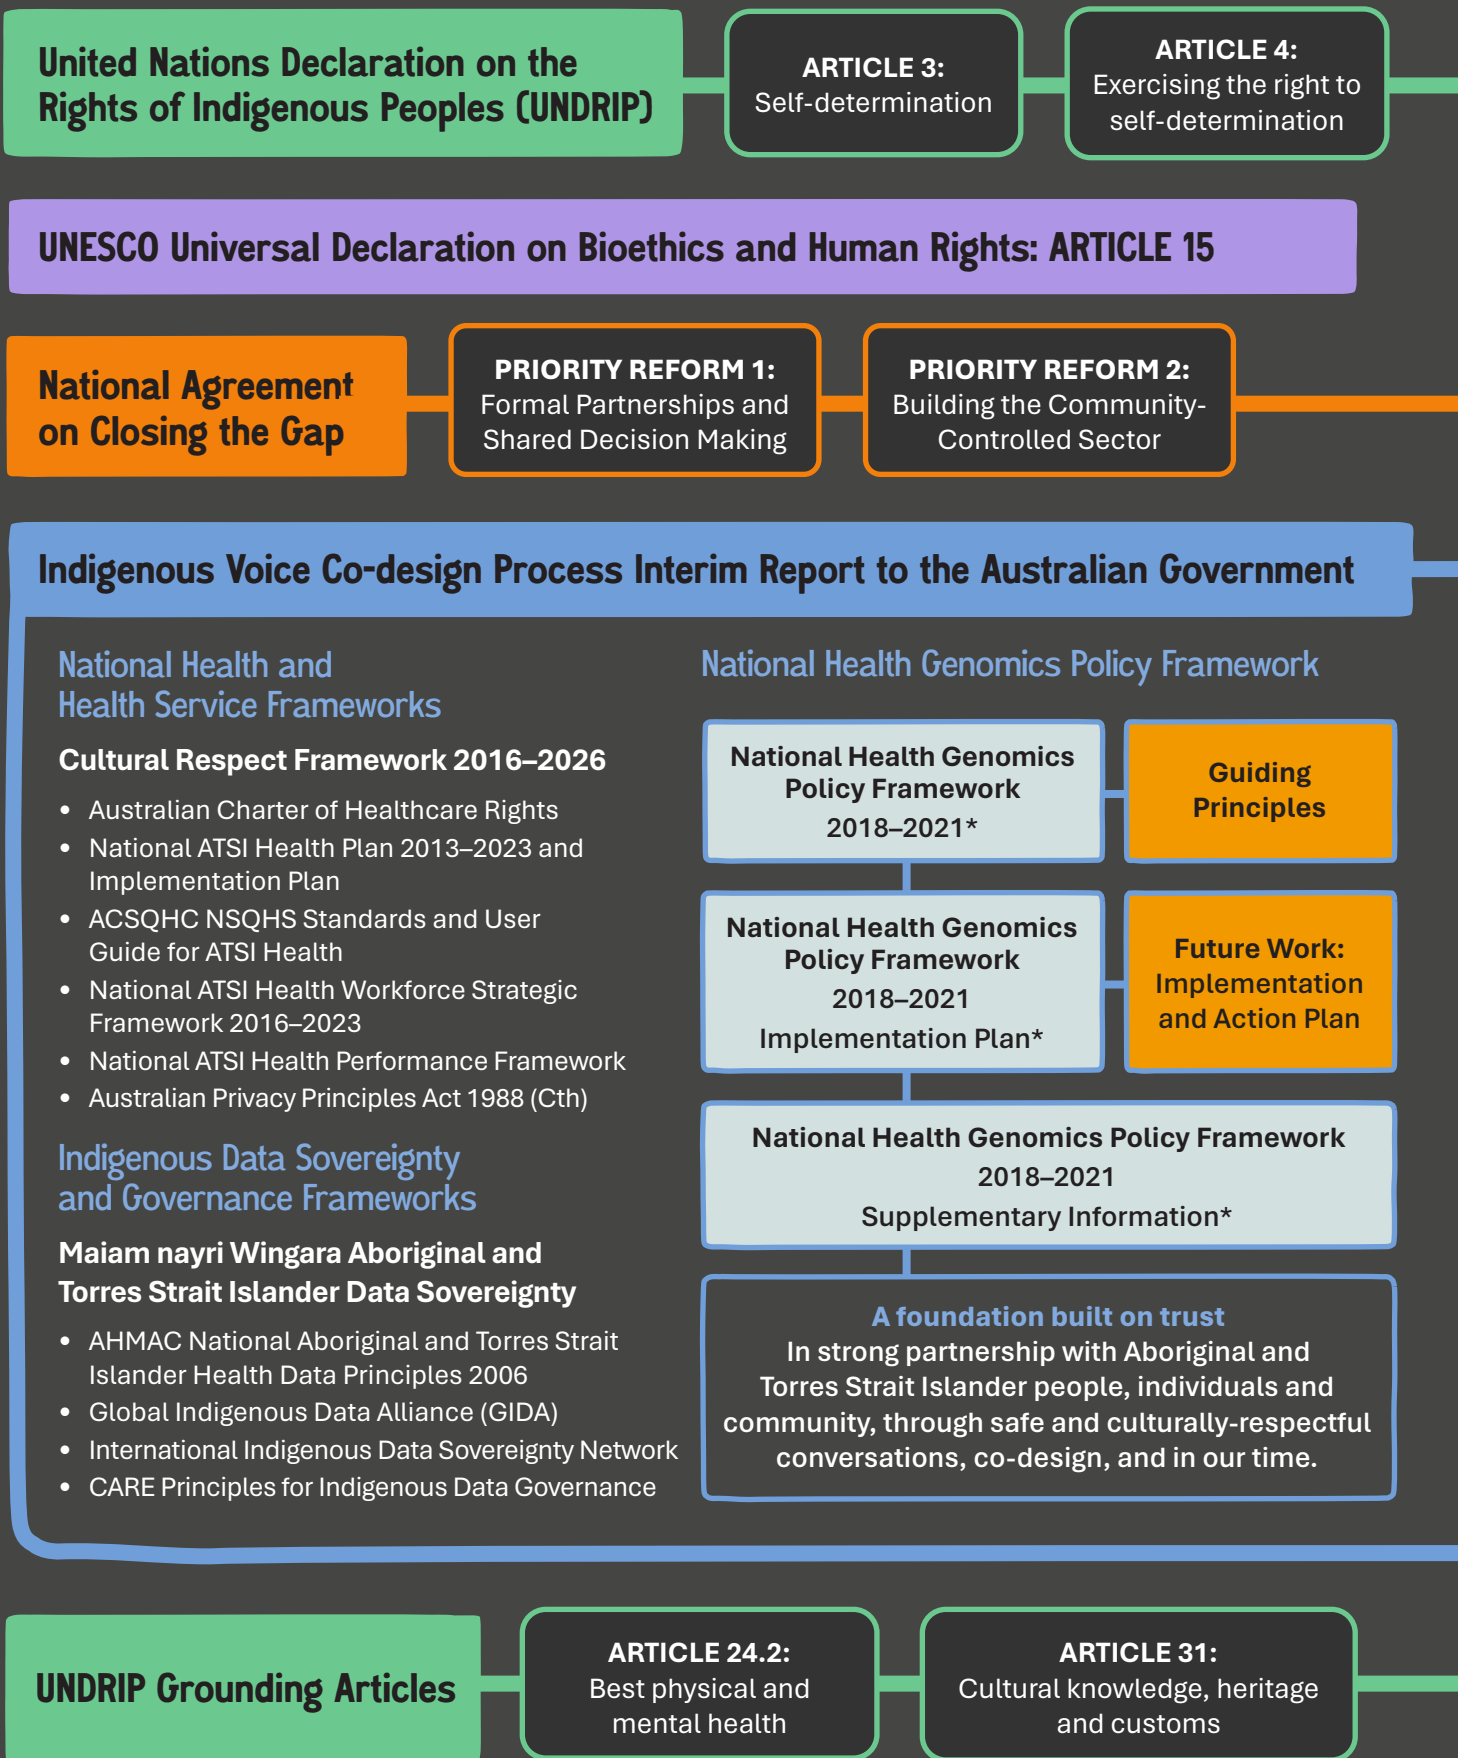 United Nations Declaration on the
Rights of Indigenous Peoples (UNDRIP)
ARTICLE 3:
Self-determination
ARTICLE 4:
Exercising the right to
self-determination
UNESCO Universal Declaration on Bioethics and Human Rights: ARTICLE 15
National Agreement
on Closing the Gap
PRIORITY REFORM 1:
Formal Partnerships and
Shared Decision Making
PRIORITY REFORM 2:
Building the Community-
Controlled Sector
Indigenous Voice Co-design Process Interim Report to the Australian Government
National Health and
Health Service Frameworks
Cultural Respect Framework 2016–2026
• Australian Charter of Healthcare Rights
• National ATSI Health Plan 2013–2023 and
Implementation Plan
• ACSQHC NSQHS Standards and User
Guide for ATSI Health
• National ATSI Health Workforce Strategic
Framework 2016–2023
• National ATSI Health Performance Framework
• Australian Privacy Principles Act 1988 (Cth)
Indigenous Data Sovereignty
and Governance Frameworks
Maiam nayri Wingara Aboriginal and
Torres Strait Islander Data Sovereignty
• AHMAC National Aboriginal and Torres Strait
Islander Health Data Principles 2006
• Global Indigenous Data Alliance (GIDA)
• International Indigenous Data Sovereignty Network
• CARE Principles for Indigenous Data Governance
National Health Genomics Policy Framework
National Health Genomics
Policy Framework
2018–2021*
Guiding
Principles
National Health Genomics
Policy Framework
2018–2021
Implementation Plan*
Future Work:
Implementation
and Action Plan
National Health Genomics Policy Framework
2018–2021
Supplementary Information*
A foundation built on trust
In strong partnership with Aboriginal and
Torres Strait Islander people, individuals and
community, through safe and culturally-respectful
conversations, co-design, and in our time.
UNDRIP Grounding Articles
ARTICLE 24.2:
Best physical and
mental health
ARTICLE 31:
Cultural knowledge, heritage
and customs